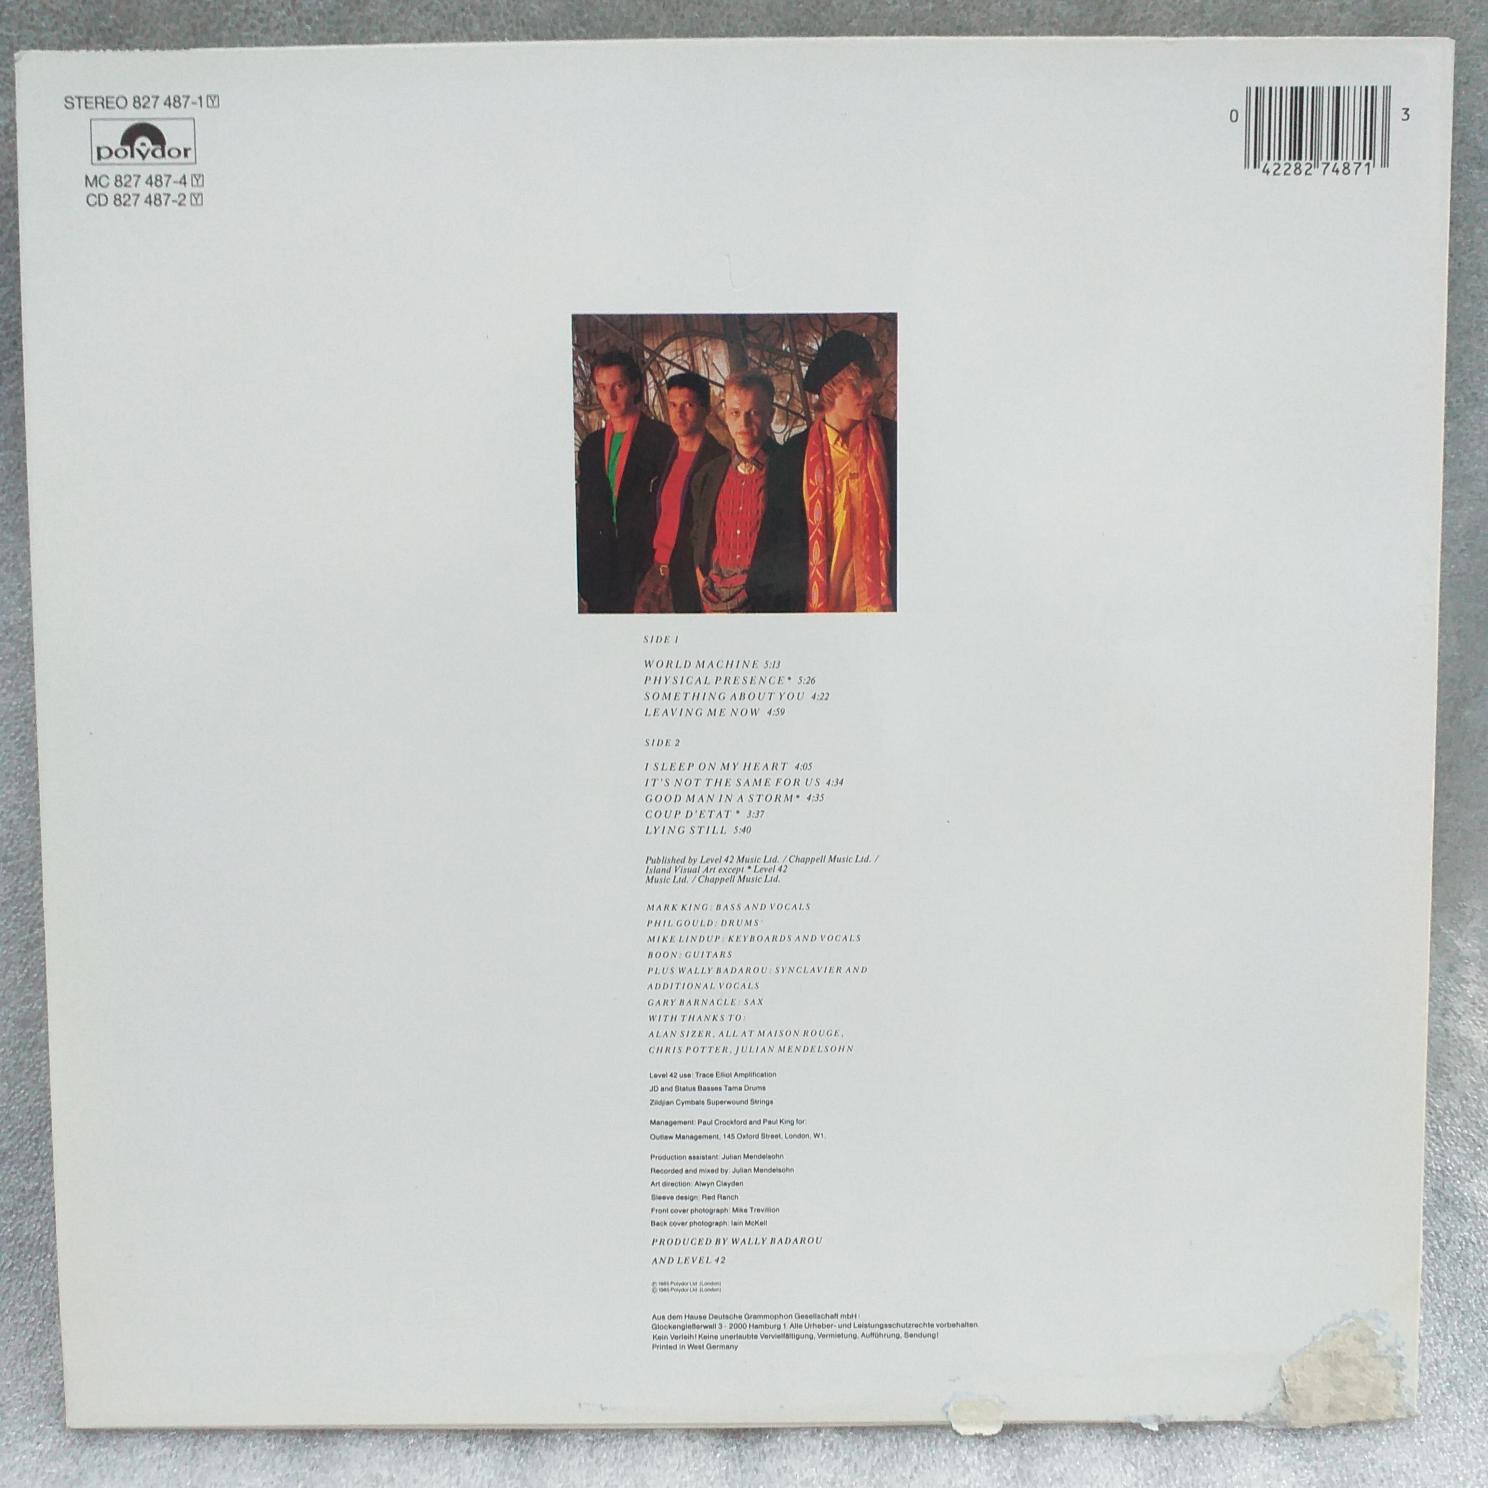 STEREO 827 487-1 Y
polydor
MC 827 487-4 Y
CD 827 487-2 Y
0 42282 74871 3
SIDE 1
WORLD MACHINE 5:13
PHYSICAL PRESENCE* 5:26
SOMETHING ABOUT YOU 4:22
LEAVING ME NOW 4:59
SIDE 2
I SLEEP ON MY HEART 4:05
IT'S NOT THE SAME FOR US 4:34
GOOD MAN IN A STORM* 4:35
COUP D'ETAT * 3:37
LYING STILL 5:40
Published by Level 42 Music Ltd. / Chappell Music Ltd. /
Island Visual Art except * Level 42
Music Ltd. / Chappell Music Ltd.
MARK KING: BASS AND VOCALS
PHIL GOULD: DRUMS
MIKE LINDUP: KEYBOARDS AND VOCALS
BOON: GUITARS
PLUS WALLY BADAROU: SYNCLAVIER AND
ADDITIONAL VOCALS
GARY BARNACLE: SAX
WITH THANKS TO:
ALAN SIZER, ALL AT MAISON ROUGE,
CHRIS POTTER, JULIAN MENDELSOHN
Level 42 use: Trace Elliot Amplification
JD and Status Basses Tama Drums
Zildjian Cymbals Superwound Strings
Management: Paul Crockford and Paul King for:
Outlaw Management, 145 Oxford Street, London, W1.
Production assistant: Julian Mendelsohn
Recorded and mixed by: Julian Mendelsohn
Art direction: Alwyn Clayden
Sleeve design: Red Ranch
Front cover photograph: Mike Trevillion
Back cover photograph: Iain McKell
PRODUCED BY WALLY BADAROU
AND LEVEL 42
℗ 1985 Polydor Ltd. (London)
© 1985 Polydor Ltd. (London)
Aus dem Hause Deutsche Grammophon Gesellschaft mbH ·
Glockengießerwall 3 · 2000 Hamburg 1. Alle Urheber- und Leistungsschutzrechte vorbehalten.
Kein Verleih! Keine unerlaubte Vervielfältigung, Vermietung, Aufführung, Sendung!
Printed in West Germany